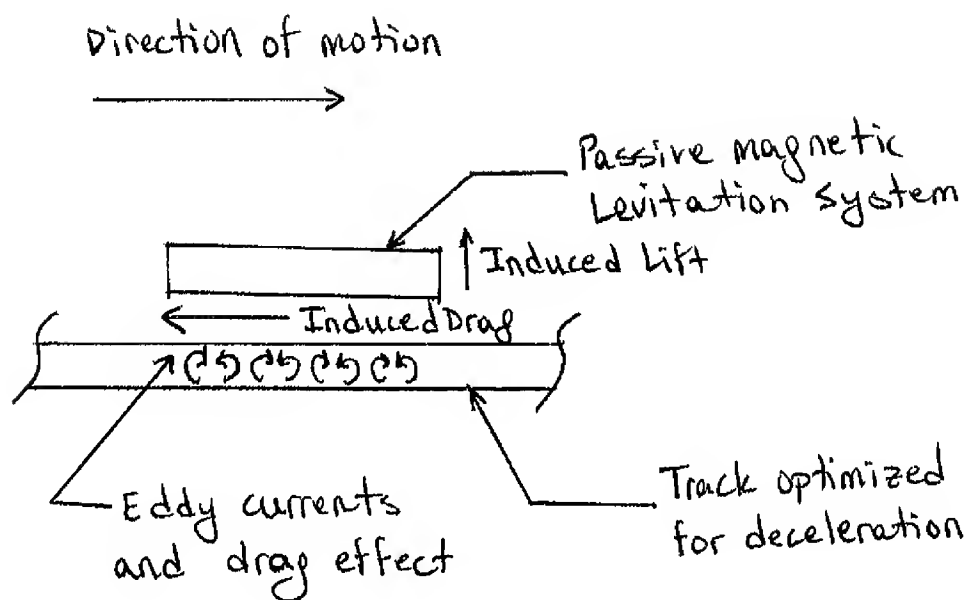 Direction of motion
Passive magnetic
Levitation system
Induced Lift
Induced Drag
Eddy currents
and drag effect
Track optimized
for deceleration